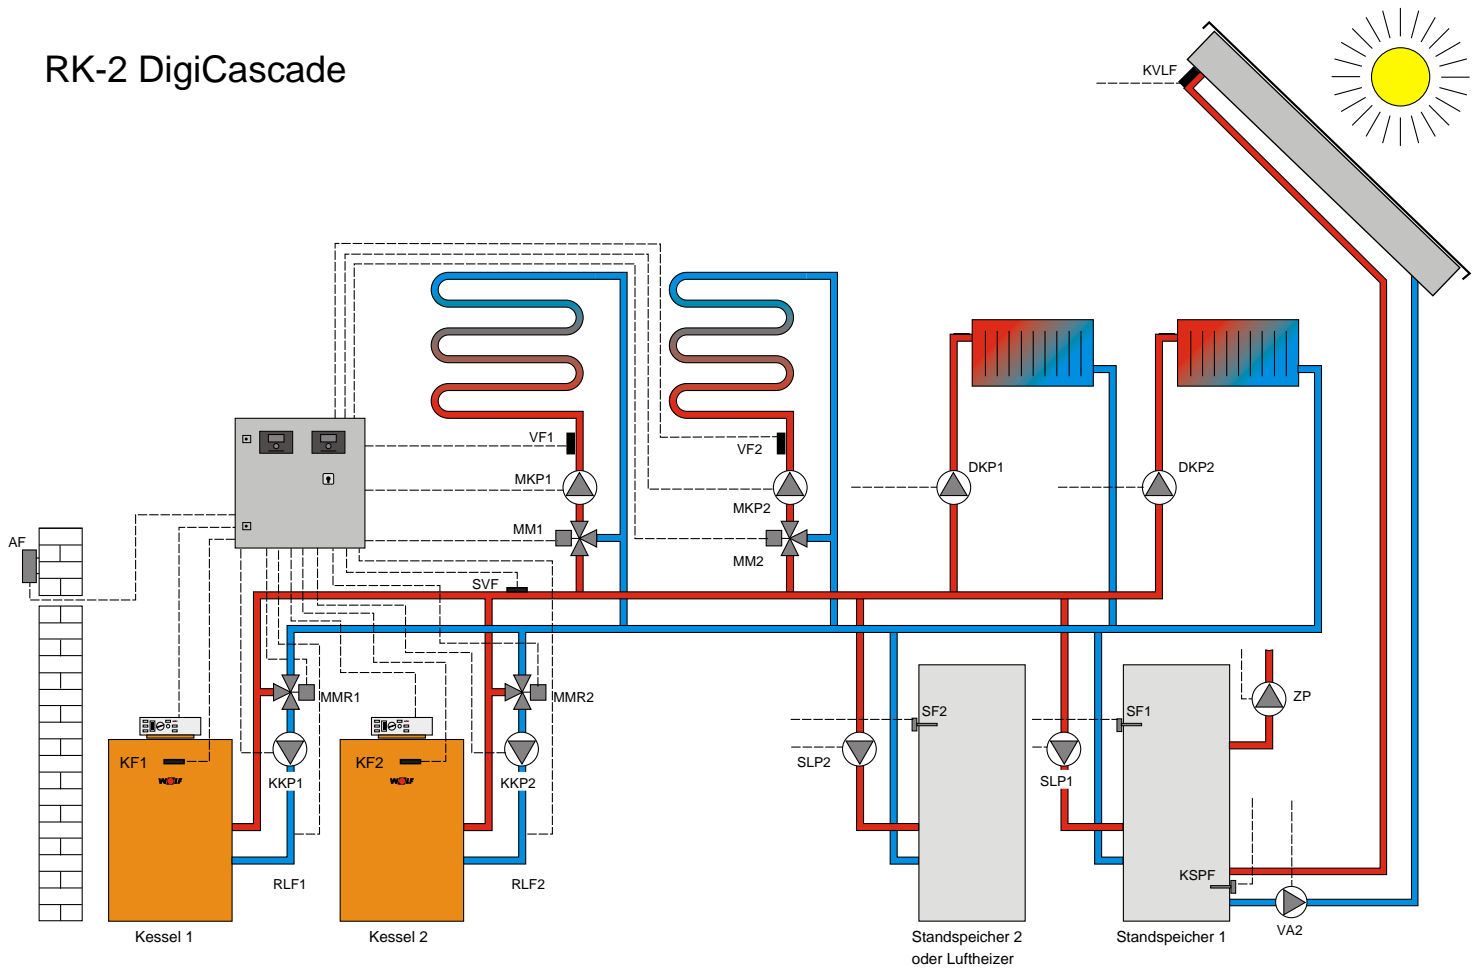 RK-2 DigiCascade
KVLF
VF1
VF2
MKP1
MKP2
DKP1
DKP2
MM1
MM2
AF
SVF
MMR1
MMR2
ZP
SF2
SF1
KF1
KF2
WOLF
WOLF
KKP1
KKP2
SLP2
SLP1
RLF1
RLF2
KSPF
VA2
Kessel 1
Kessel 2
Standspeicher 2
oder Luftheizer
Standspeicher 1